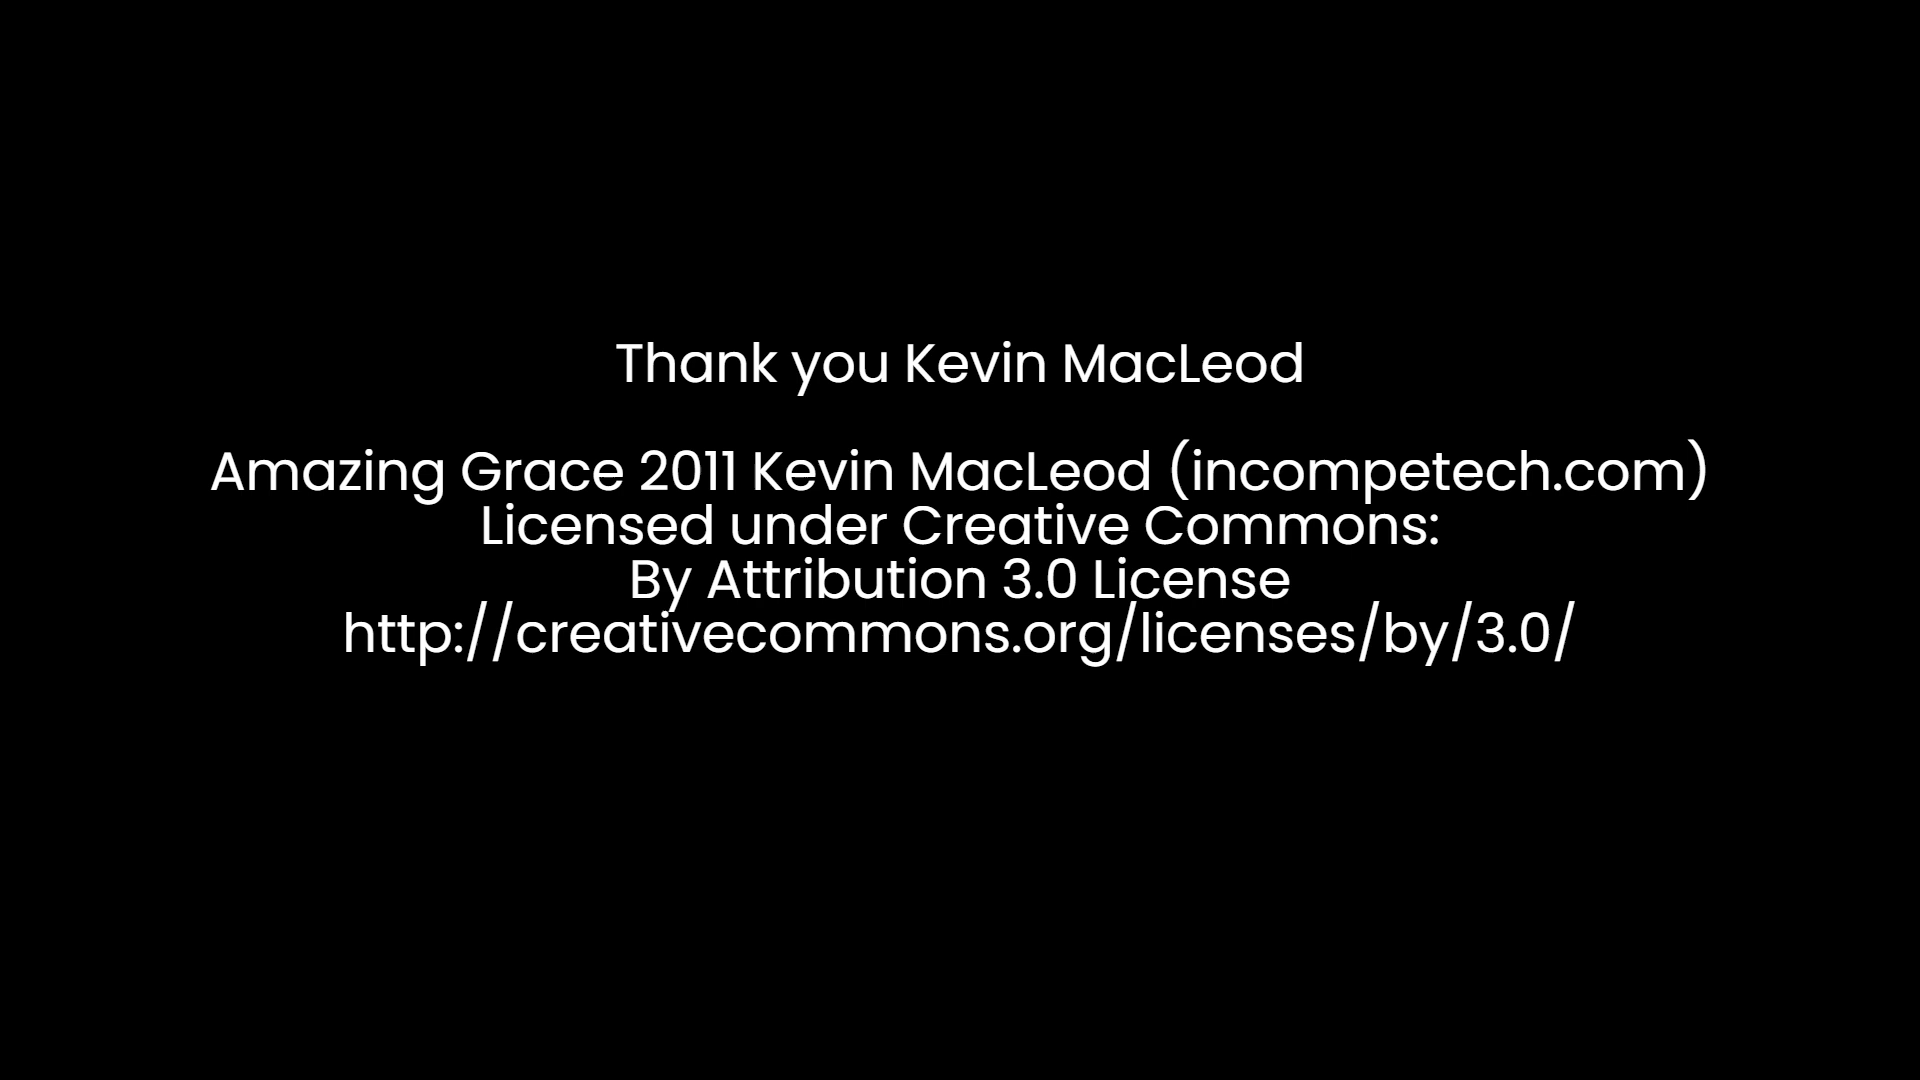 Thank you Kevin MacLeod
Amazing Grace 2011 Kevin MacLeod (incompetech.com)
Licensed under Creative Commons:
By Attribution 3.0 License
http://creativecommons.org/licenses/by/3.0/